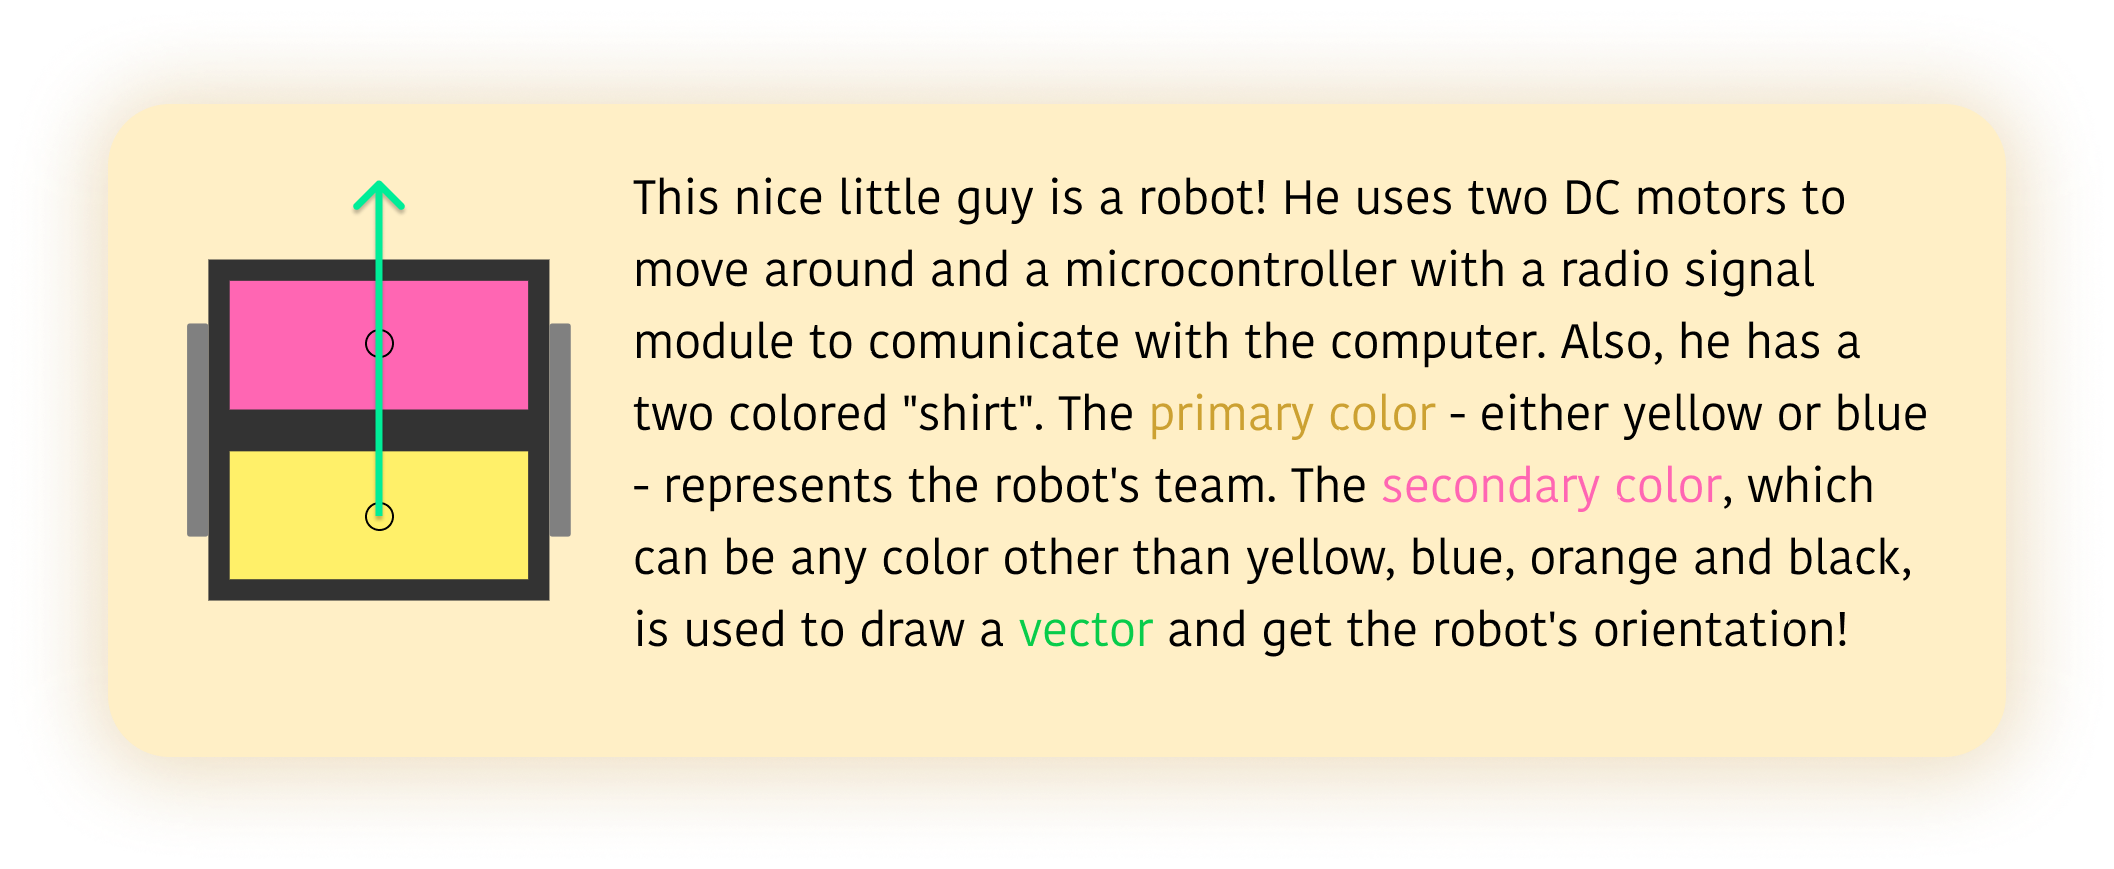 This nice little guy is a robot! He uses two DC motors to
move around and a microcontroller with a radio signal
module to comunicate with the computer. Also, he has a
two colored "shirt". The primary color - either yellow or blue
- represents the robot's team. The secondary color, which
can be any color other than yellow, blue, orange and black,
is used to draw a vector and get the robot's orientation!